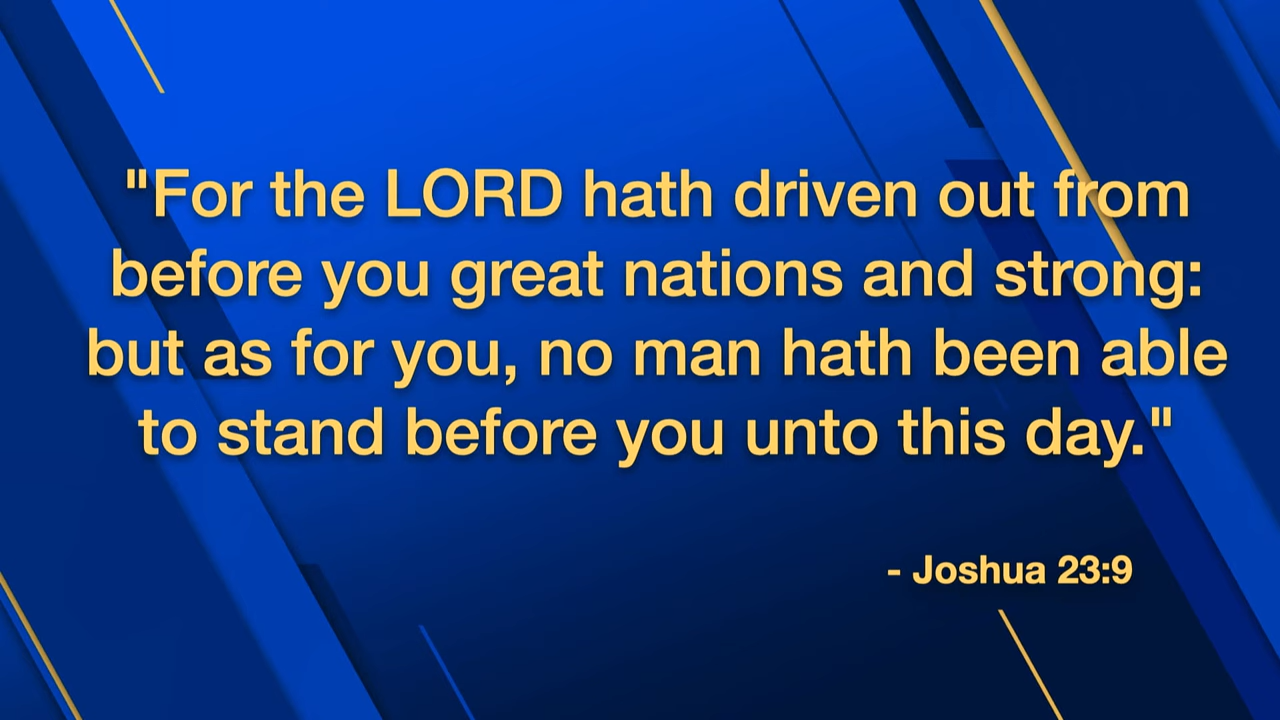 "For the LORD hath driven out from
before you great nations and strong:
but as for you, no man hath been able
to stand before you unto this day."
- Joshua 23:9